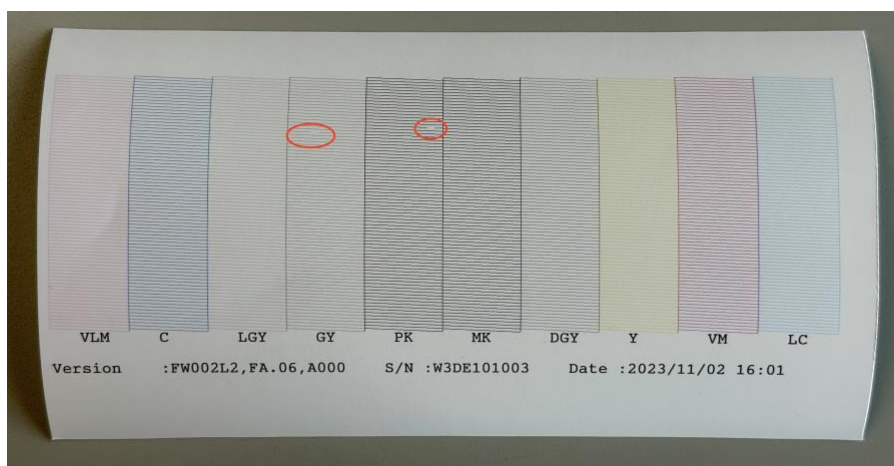 VLM C LGY GY PK MK DGY Y VM LC
Version :FW002L2,FA.06,A000 S/N :W3DE101003 Date :2023/11/02 16:01